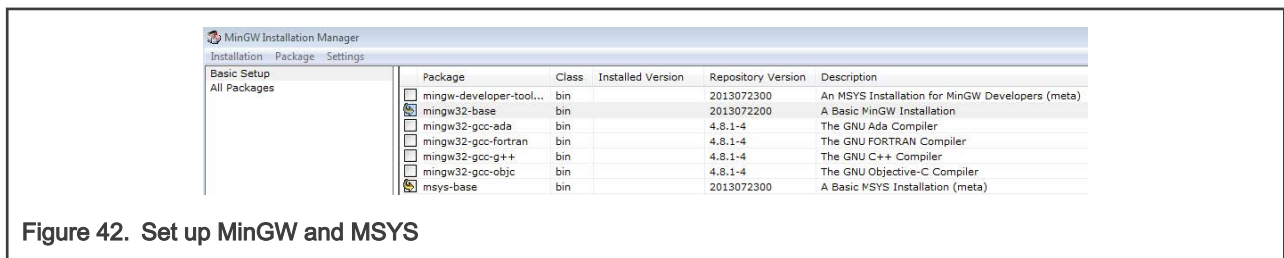 MinGW Installation Manager
Installation Package Settings
Basic Setup
All Packages
Package Class Installed Version Repository Version Description
mingw-developer-tool... bin 2013072300 An MSYS Installation for MinGW Developers (meta)
mingw32-base bin 2013072200 A Basic MinGW Installation
mingw32-gcc-ada bin 4.8.1-4 The GNU Ada Compiler
mingw32-gcc-fortran bin 4.8.1-4 The GNU FORTRAN Compiler
mingw32-gcc-g++ bin 4.8.1-4 The GNU C++ Compiler
mingw32-gcc-objc bin 4.8.1-4 The GNU Objective-C Compiler
msys-base bin 2013072300 A Basic MSYS Installation (meta)
Figure 42. Set up MinGW and MSYS